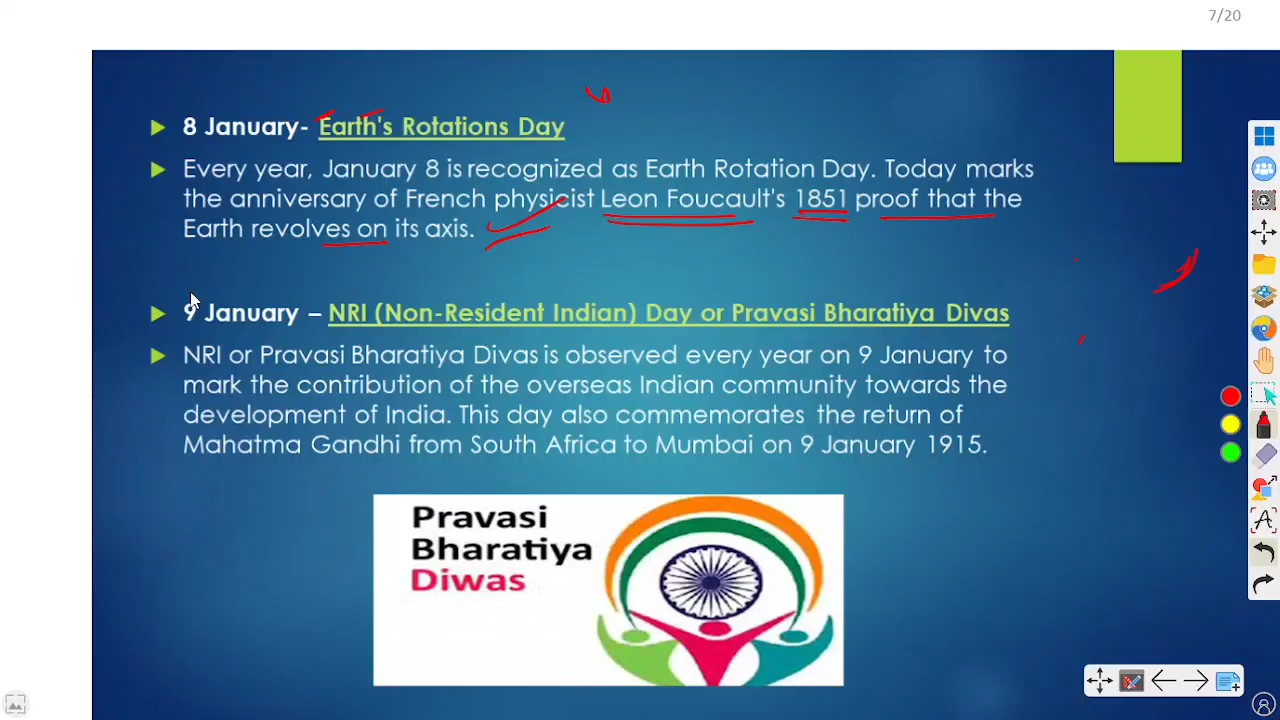 7/20
8 January- Earth's Rotations Day
Every year, January 8 is recognized as Earth Rotation Day. Today marks
the anniversary of French physicist Leon Foucault's 1851 proof that the
Earth revolves on its axis.
9 January – NRI (Non-Resident Indian) Day or Pravasi Bharatiya Divas
NRI or Pravasi Bharatiya Divas is observed every year on 9 January to
mark the contribution of the overseas Indian community towards the
development of India. This day also commemorates the return of
Mahatma Gandhi from South Africa to Mumbai on 9 January 1915.
Pravasi
Bharatiya
Diwas